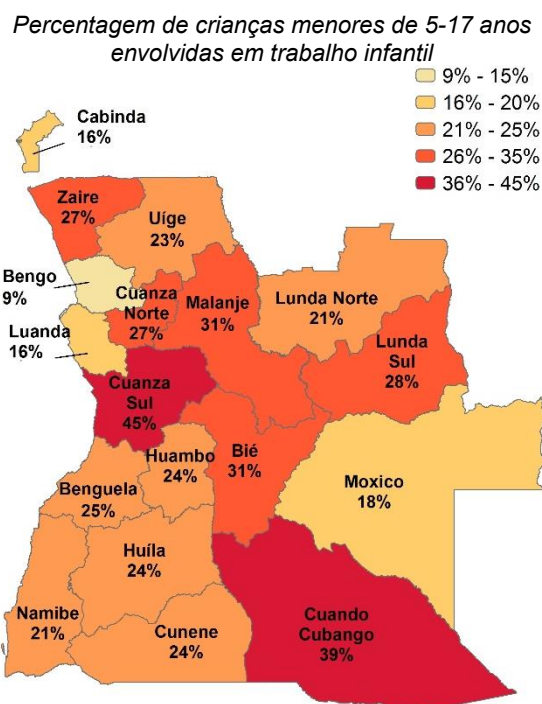 Percentagem de crianças menores de 5-17 anos
envolvidas em trabalho infantil
9% - 15%
16% - 20%
21% - 25%
26% - 35%
36% - 45%
Cabinda
16%
Zaire
27%
Uíge
23%
Bengo
9%
Cuanza
Norte
27%
Malanje
31%
Lunda Norte
21%
Luanda
16%
Lunda
Sul
28%
Cuanza
Sul
45%
Huambo
24%
Bié
31%
Benguela
25%
Moxico
18%
Huíla
24%
Namibe
21%
Cunene
24%
Cuando
Cubango
39%